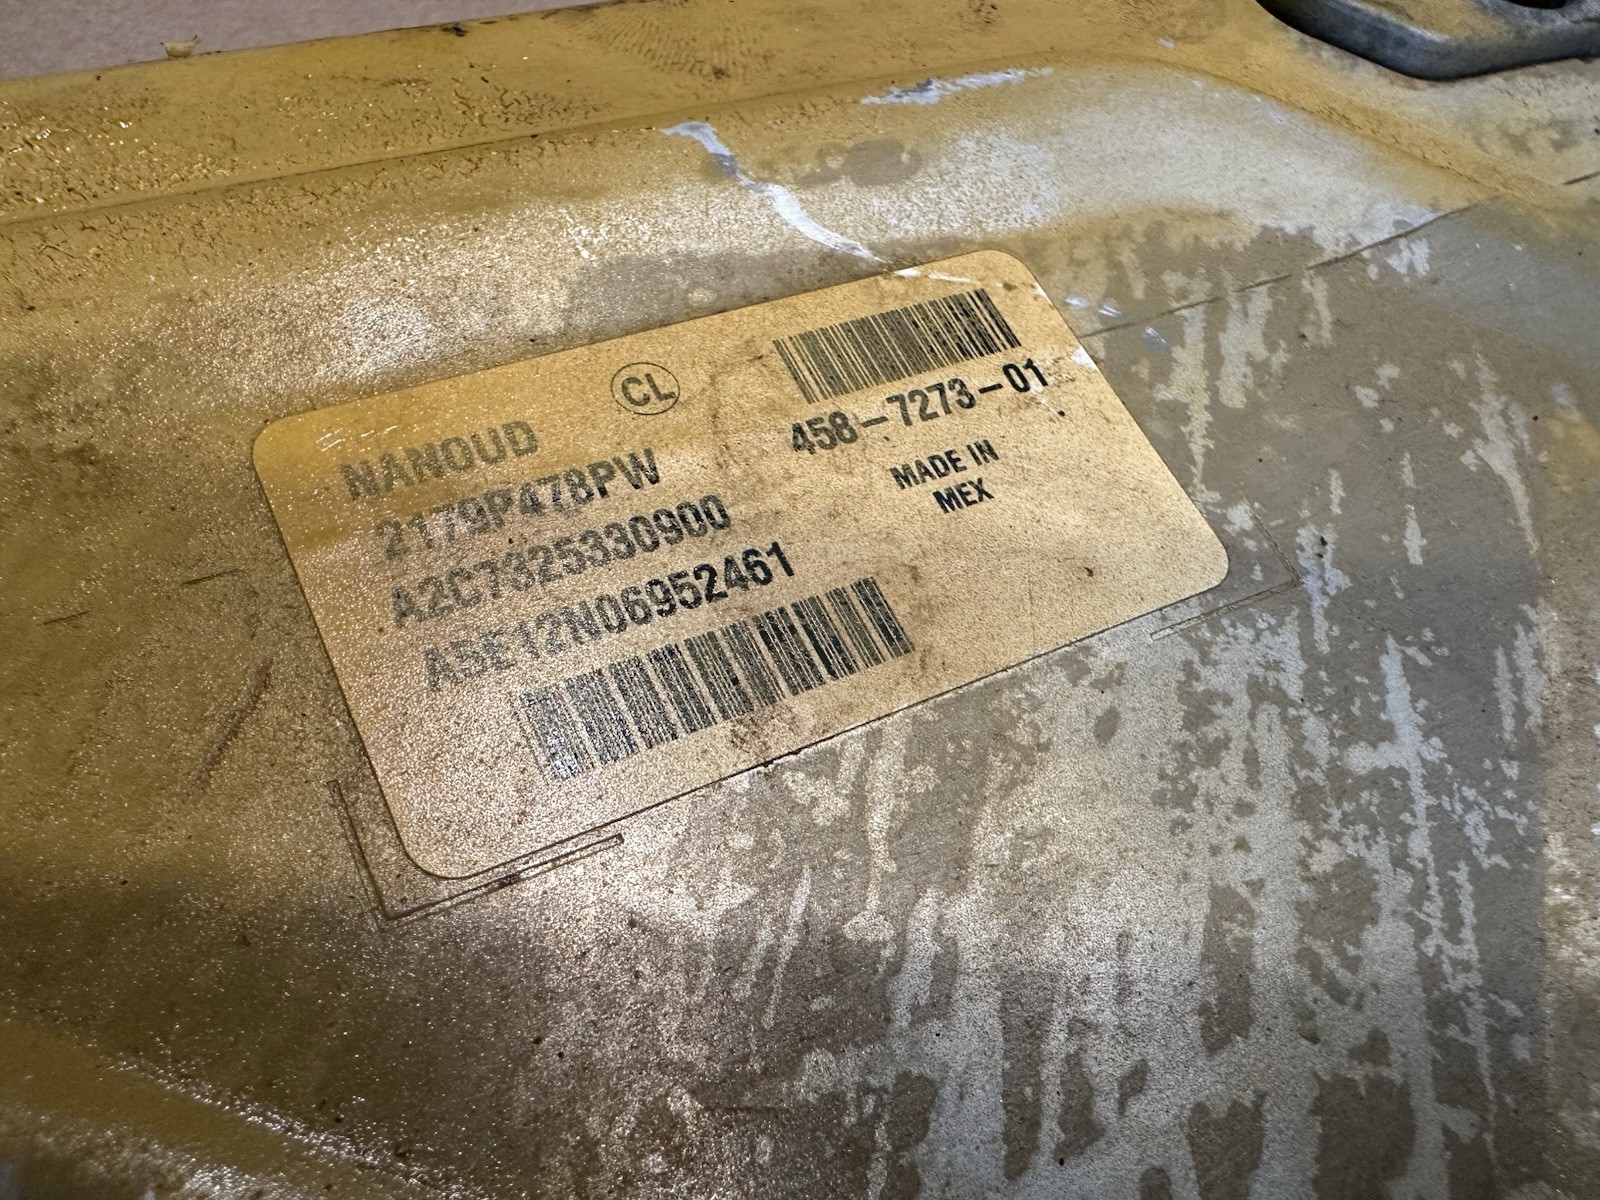 CL
NANOUD
2179P478PW
A2C7325330900
A5E12N06952461
458-7273-01
MADE IN
MEX